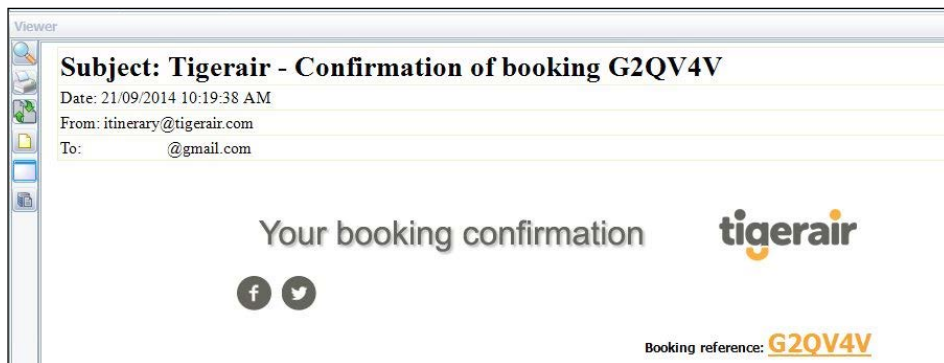 Viewer
Subject: Tigerair - Confirmation of booking G2QV4V
Date: 21/09/2014 10:19:38 AM
From: itinerary@tigerair.com
To: @gmail.com
Your booking confirmation
tigerair
Booking reference: G2QV4V